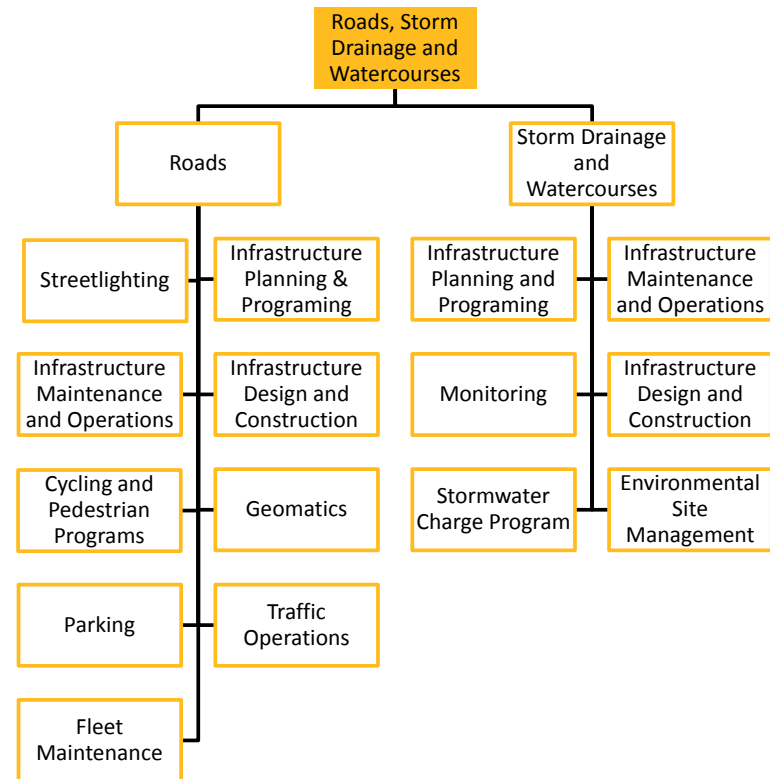 Roads, Storm
Drainage and
Watercourses
Roads
Storm Drainage
and
Watercourses
Streetlighting
Infrastructure
Planning &
Programing
Infrastructure
Planning and
Programing
Infrastructure
Maintenance
and Operations
Infrastructure
Maintenance
and Operations
Infrastructure
Design and
Construction
Monitoring
Infrastructure
Design and
Construction
Cycling and
Pedestrian
Programs
Geomatics
Stormwater
Charge Program
Environmental
Site
Management
Parking
Traffic
Operations
Fleet
Maintenance